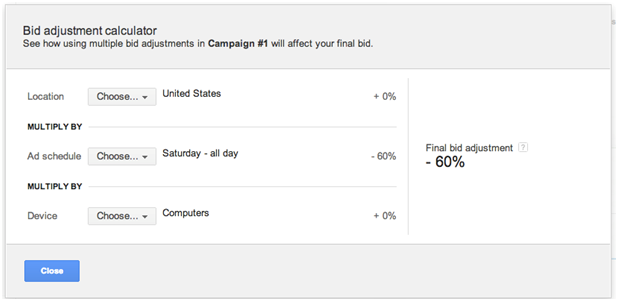 Bid adjustment calculator
See how using multiple bid adjustments in Campaign #1 will affect your final bid.
Location Choose... United States + 0%
MULTIPLY BY
Ad schedule Choose... Saturday - all day - 60%
Final bid adjustment ?
- 60%
MULTIPLY BY
Device Choose... Computers + 0%
Close